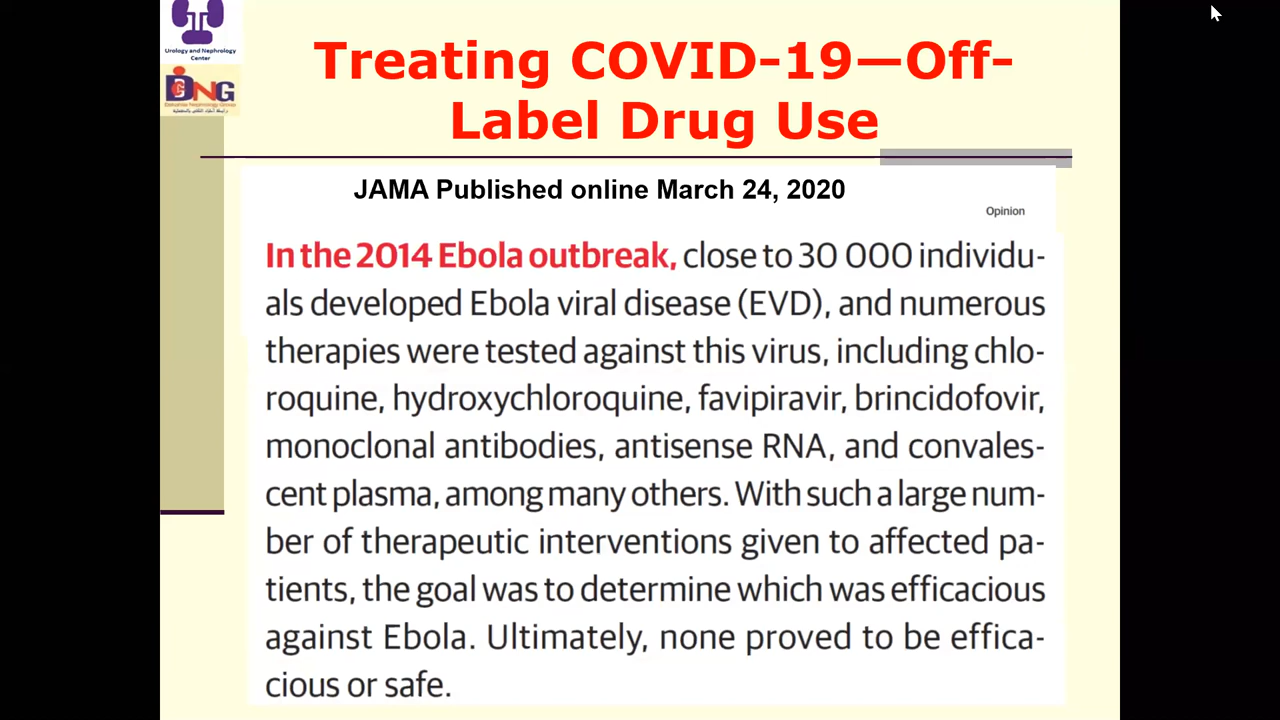 Urology and Nephrology
Center
DNG
Treating COVID-19—Off-
Label Drug Use
JAMA Published online March 24, 2020
Opinion
In the 2014 Ebola outbreak, close to 30 000 individu-
als developed Ebola viral disease (EVD), and numerous
therapies were tested against this virus, including chlo-
roquine, hydroxychloroquine, favipiravir, brincidofovir,
monoclonal antibodies, antisense RNA, and convales-
cent plasma, among many others. With such a large num-
ber of therapeutic interventions given to affected pa-
tients, the goal was to determine which was efficacious
against Ebola. Ultimately, none proved to be effica-
cious or safe.